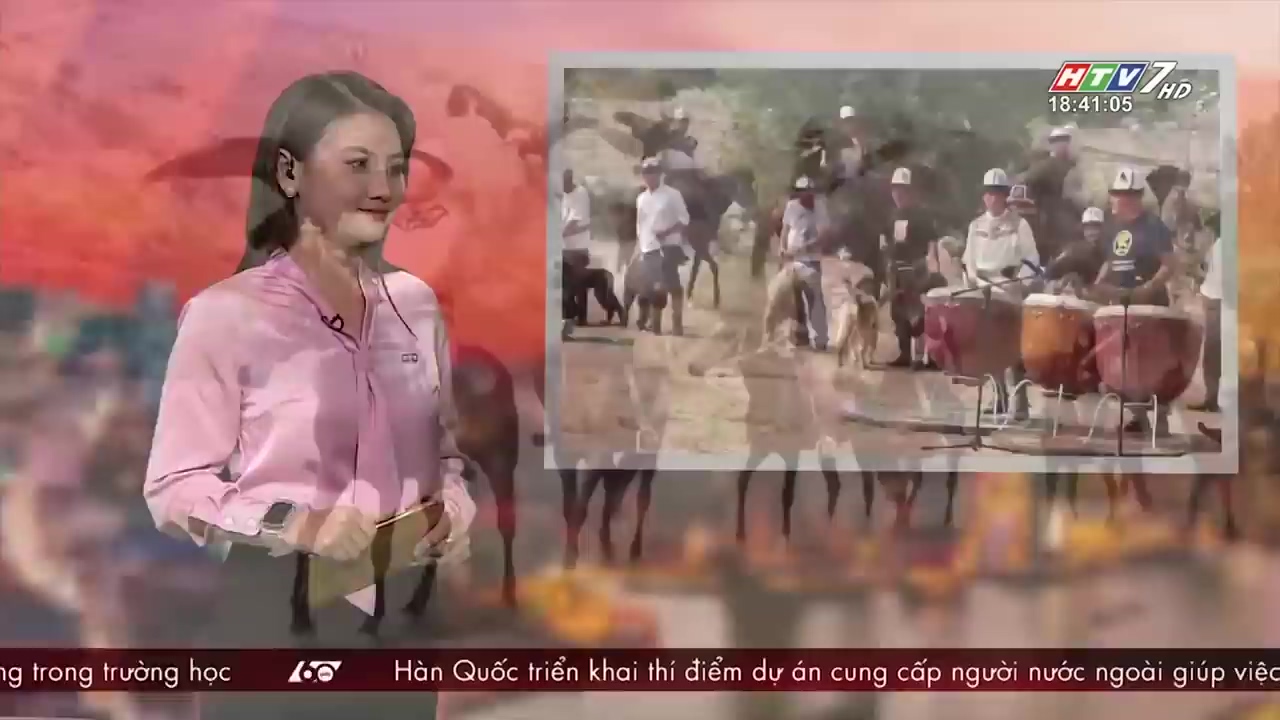 HTV7 HD
18:41:05
ng trong trường học 60 Hàn Quốc triển khai thí điểm dự án cung cấp người nước ngoài giúp việc